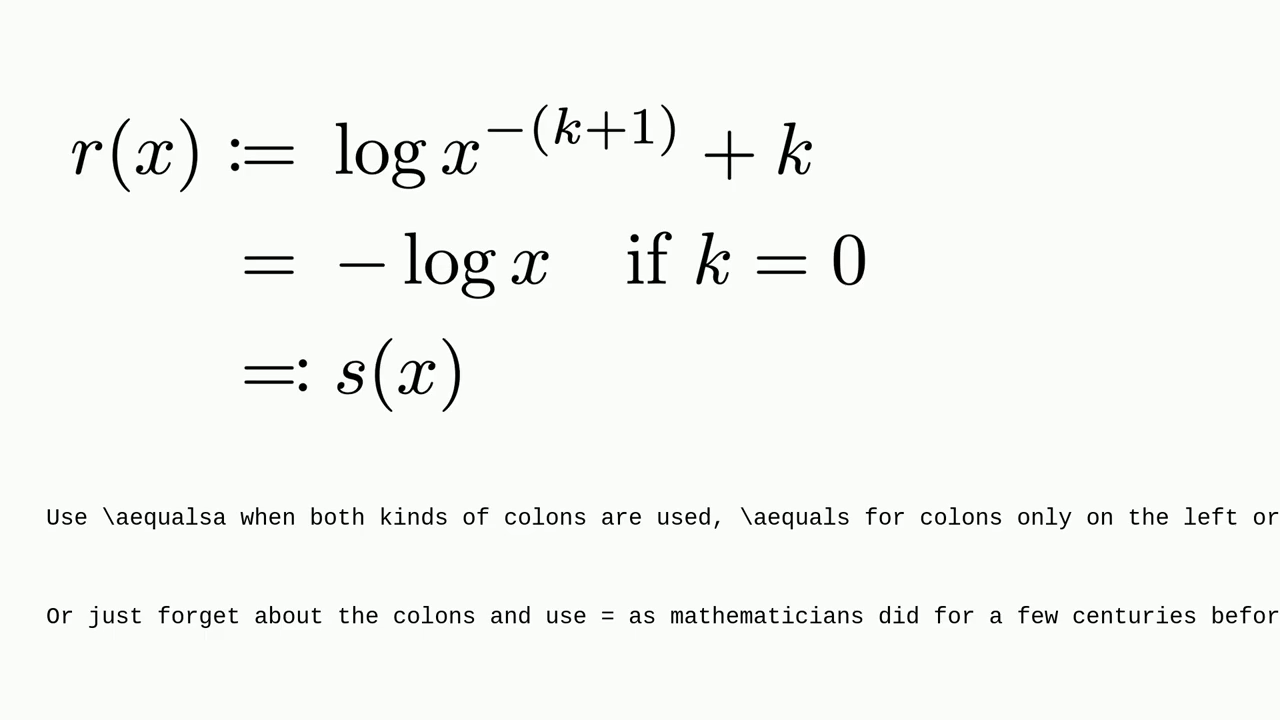 r(x) := log x^{-(k+1)} + k
= - log x if k = 0
=: s(x)
Use \aequalsa when both kinds of colons are used, \aequals for colons only on the left or
Or just forget about the colons and use = as mathematicians did for a few centuries befor